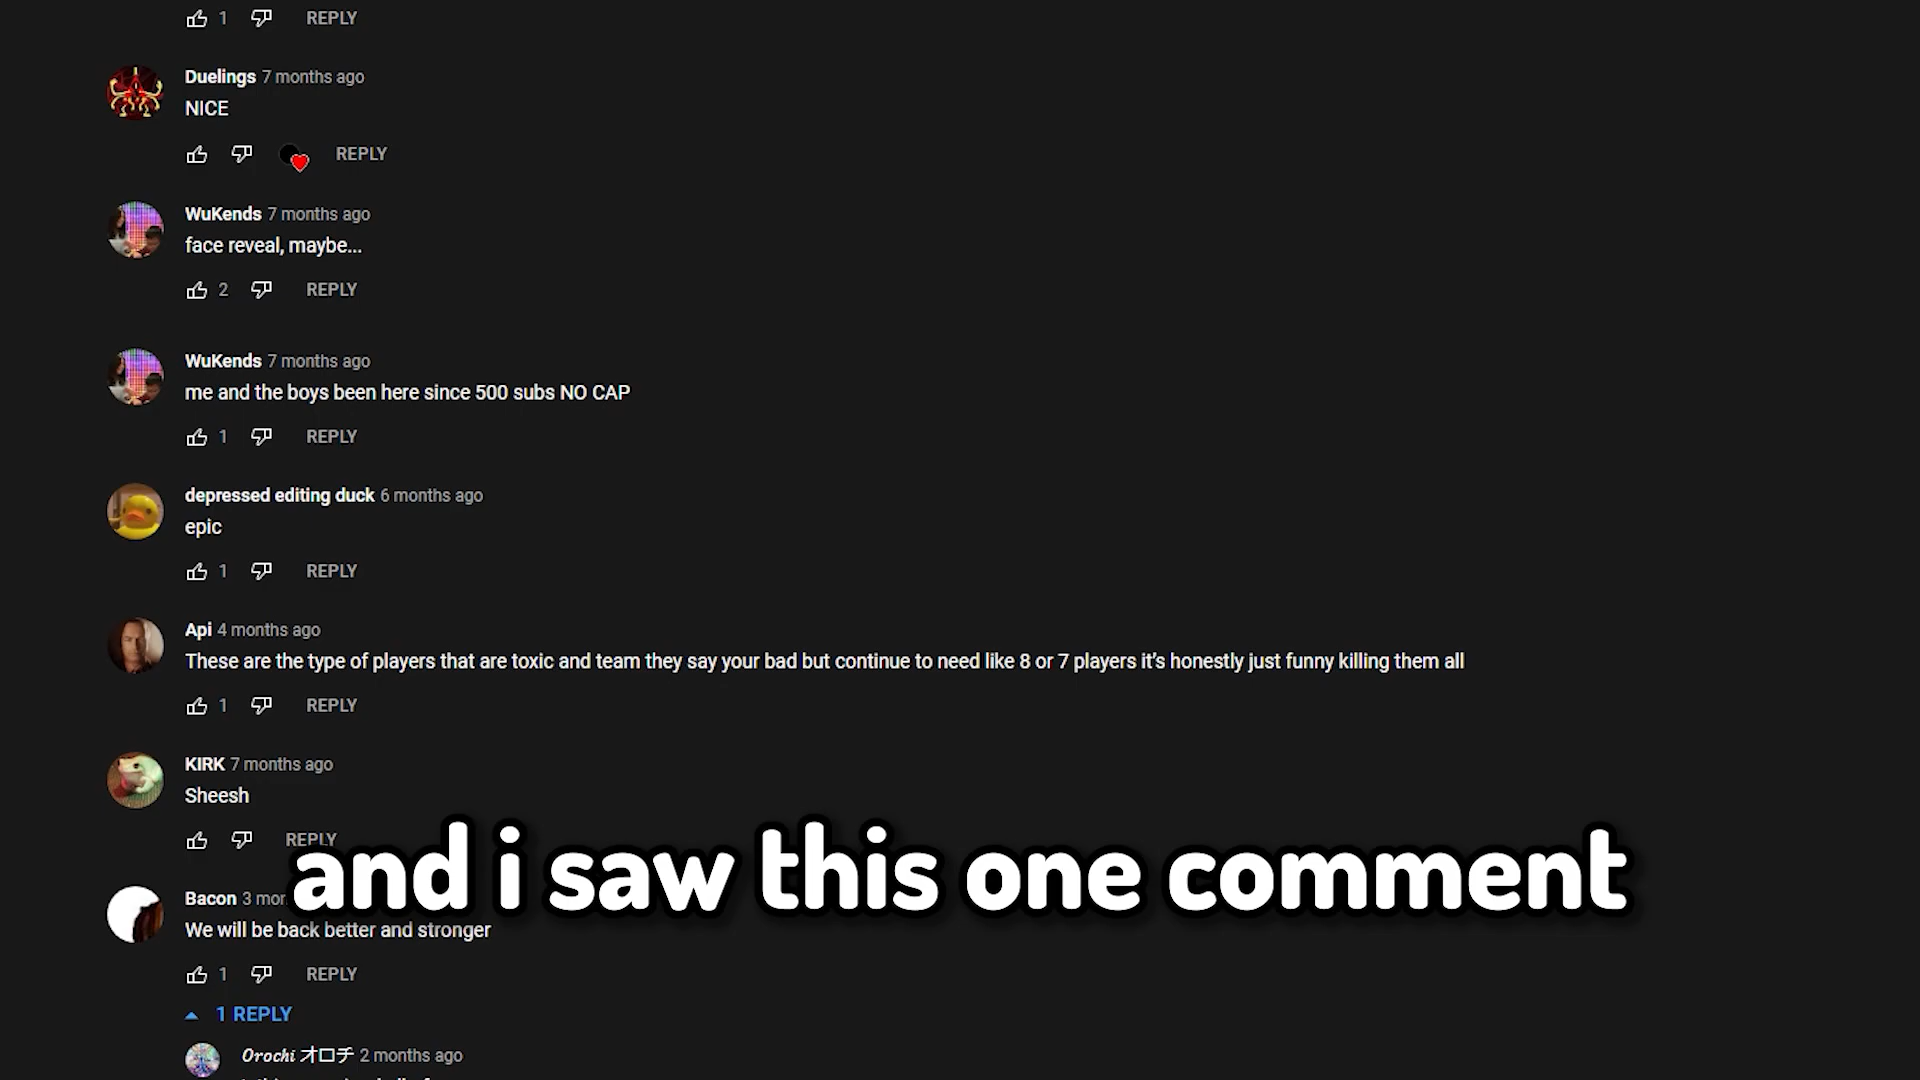 1 REPLY
Duelings 7 months ago
NICE
REPLY
WuKends 7 months ago
face reveal, maybe...
2 REPLY
WuKends 7 months ago
me and the boys been here since 500 subs NO CAP
1 REPLY
depressed editing duck 6 months ago
epic
1 REPLY
Api 4 months ago
These are the type of players that are toxic and team they say your bad but continue to need like 8 or 7 players it's honestly just funny killing them all
1 REPLY
KIRK 7 months ago
Sheesh
REPLY
and i saw this one comment
Bacon 3
We will be back better and stronger
1 REPLY
1 REPLY
Orochi オロチ 2 months ago